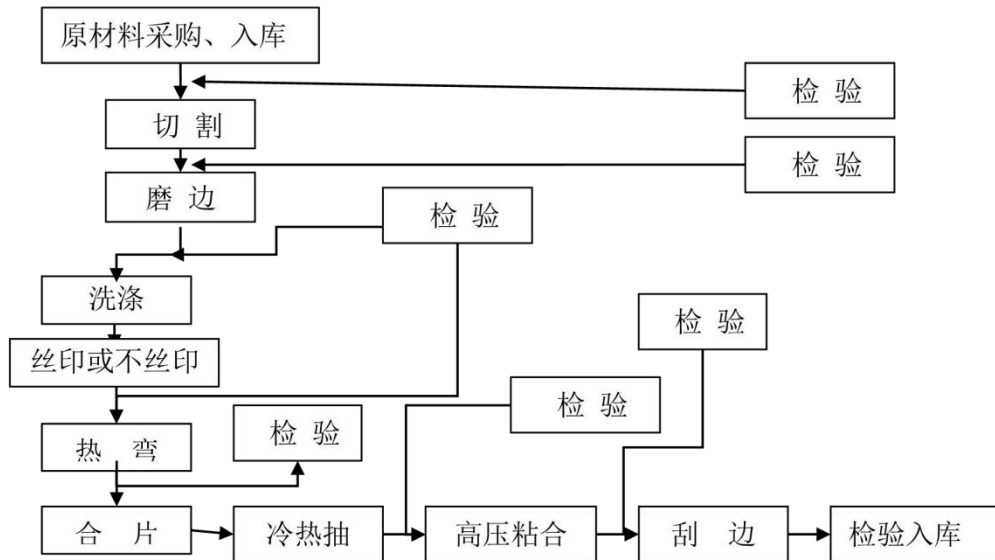 原材料采购、入库
检 验
切 割
检 验
磨 边
检 验
洗涤
检 验
丝印或不丝印
检 验
检 验
热 弯
合 片
冷热抽
高压粘合
刮 边
检验入库